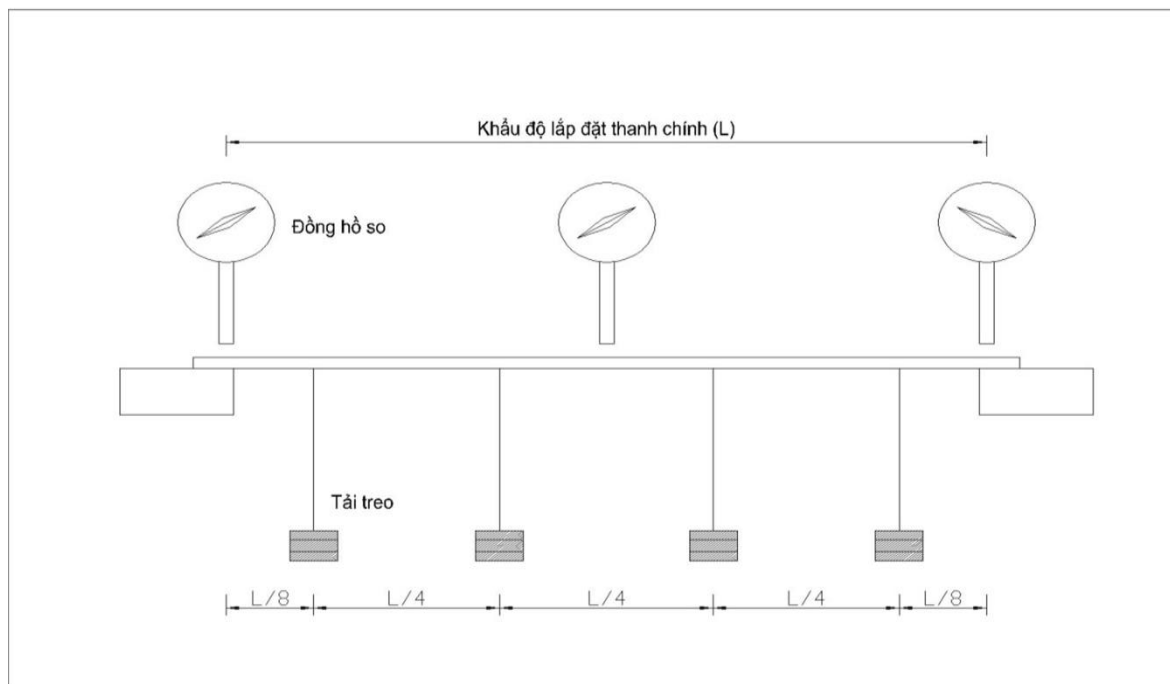 Khẩu độ lắp đặt thanh chính (L)
Đồng hồ so
Tải treo
L/8 L/4 L/4 L/4 L/8